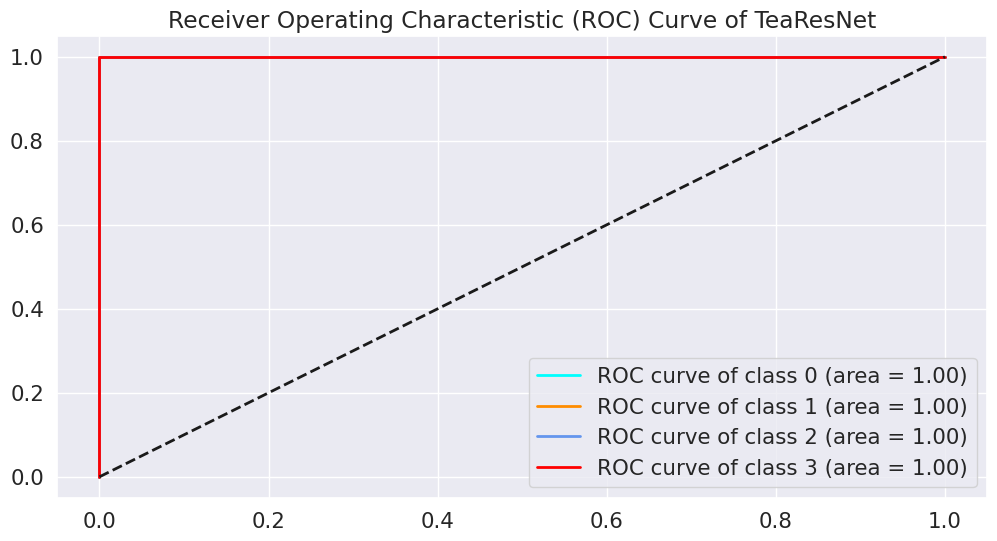 Receiver Operating Characteristic (ROC) Curve of TeaResNet
1.0
0.8
0.6
0.4
0.2
0.0
ROC curve of class 0 (area = 1.00)
ROC curve of class 1 (area = 1.00)
ROC curve of class 2 (area = 1.00)
ROC curve of class 3 (area = 1.00)
0.0 0.2 0.4 0.6 0.8 1.0